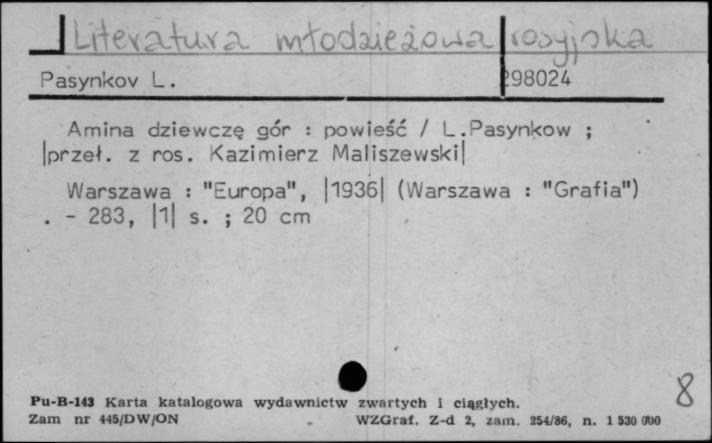 Literatura młodzieżowa rosyjska
Pasynkov L. 298024
Amina dziewczę gór : powieść / L.Pasynkow ;
|przeł. z ros. Kazimierz Maliszewski|
Warszawa : "Europa", |1936| (Warszawa : "Grafia")
. - 283, |1| s. ; 20 cm
8
Pu-B-143 Karta katalogowa wydawnictw zwartych i ciągłych.
Zam nr 445/DW/ON WZGraf. Z-d 2, zam. 254/86, n. 1 530 000